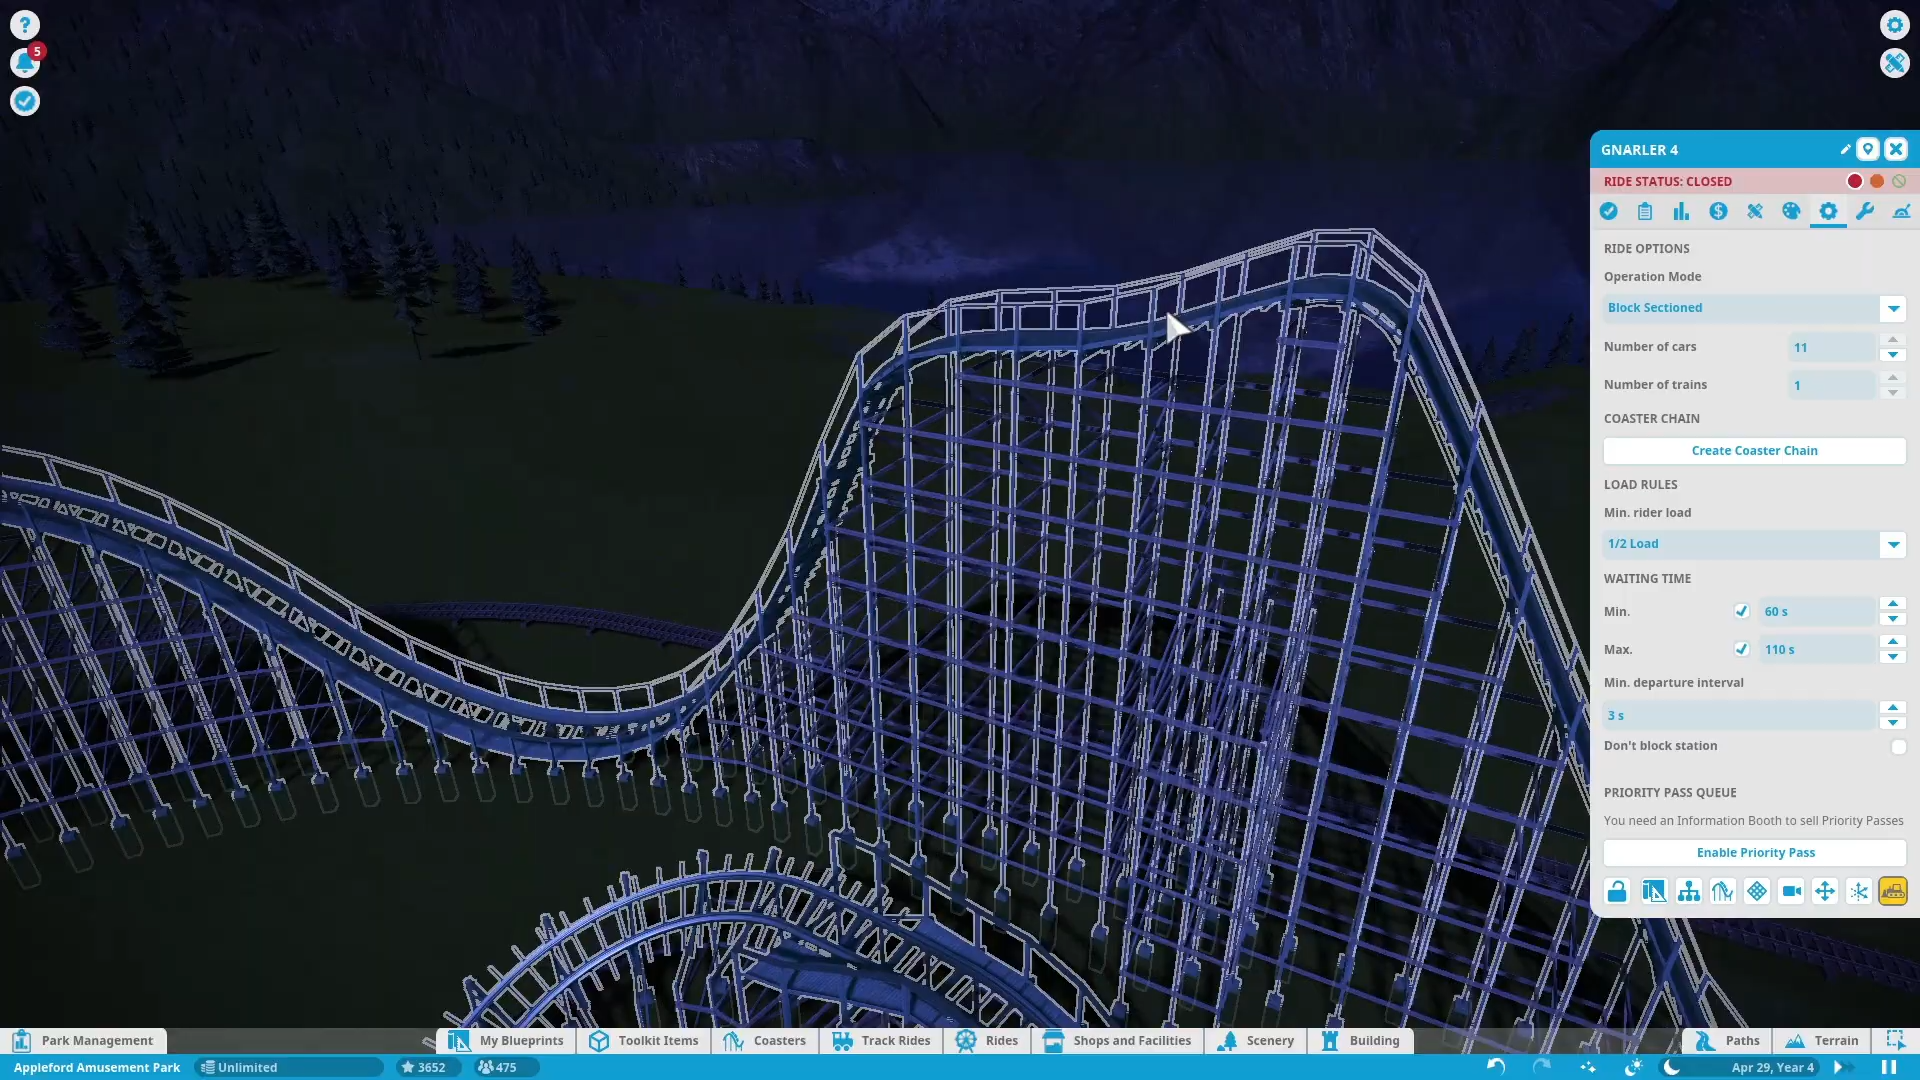 ?
5
GNARLER 4
RIDE STATUS: CLOSED
RIDE OPTIONS
Operation Mode
Block Sectioned
Number of cars 11
Number of trains 1
COASTER CHAIN
Create Coaster Chain
LOAD RULES
Min. rider load
1/2 Load
WAITING TIME
Min. 60 s
Max. 110 s
Min. departure interval
3 s
Don't block station
PRIORITY PASS QUEUE
You need an Information Booth to sell Priority Passes
Enable Priority Pass
Park Management My Blueprints Toolkit Items Coasters Track Rides Rides Shops and Facilities Scenery Building Paths Terrain
Appleford Amusement Park Unlimited 3652 475 Apr 29, Year 4